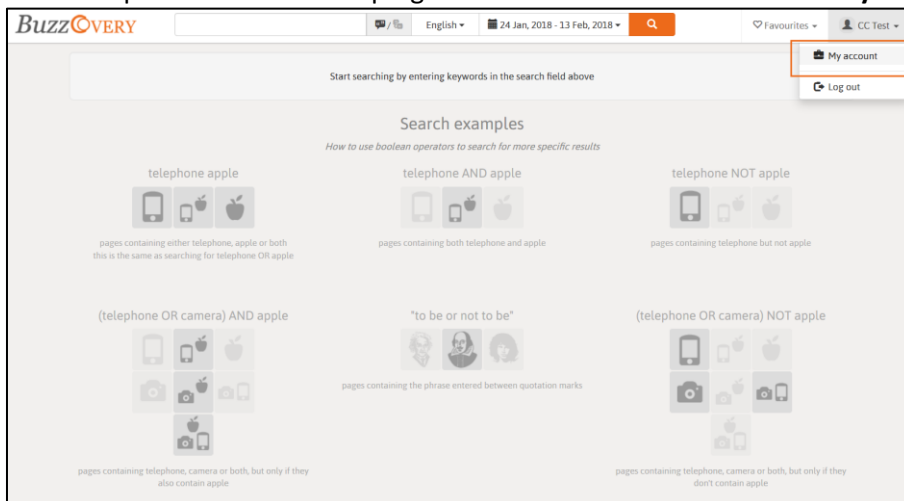 BuzzOvery
English
24 Jan, 2018 - 13 Feb, 2018
Favourites
CC Test
My account
Log out
Start searching by entering keywords in the search field above
Search examples
How to use boolean operators to search for more specific results
telephone apple
pages containing either telephone, apple or both
this is the same as searching for telephone OR apple
telephone AND apple
pages containing both telephone and apple
telephone NOT apple
pages containing telephone but not apple
(telephone OR camera) AND apple
pages containing telephone, camera or both, but only if they
also contain apple
"to be or not to be"
pages containing the phrase entered between quotation marks
(telephone OR camera) NOT apple
pages containing telephone, camera or both, but only if they
don't contain apple